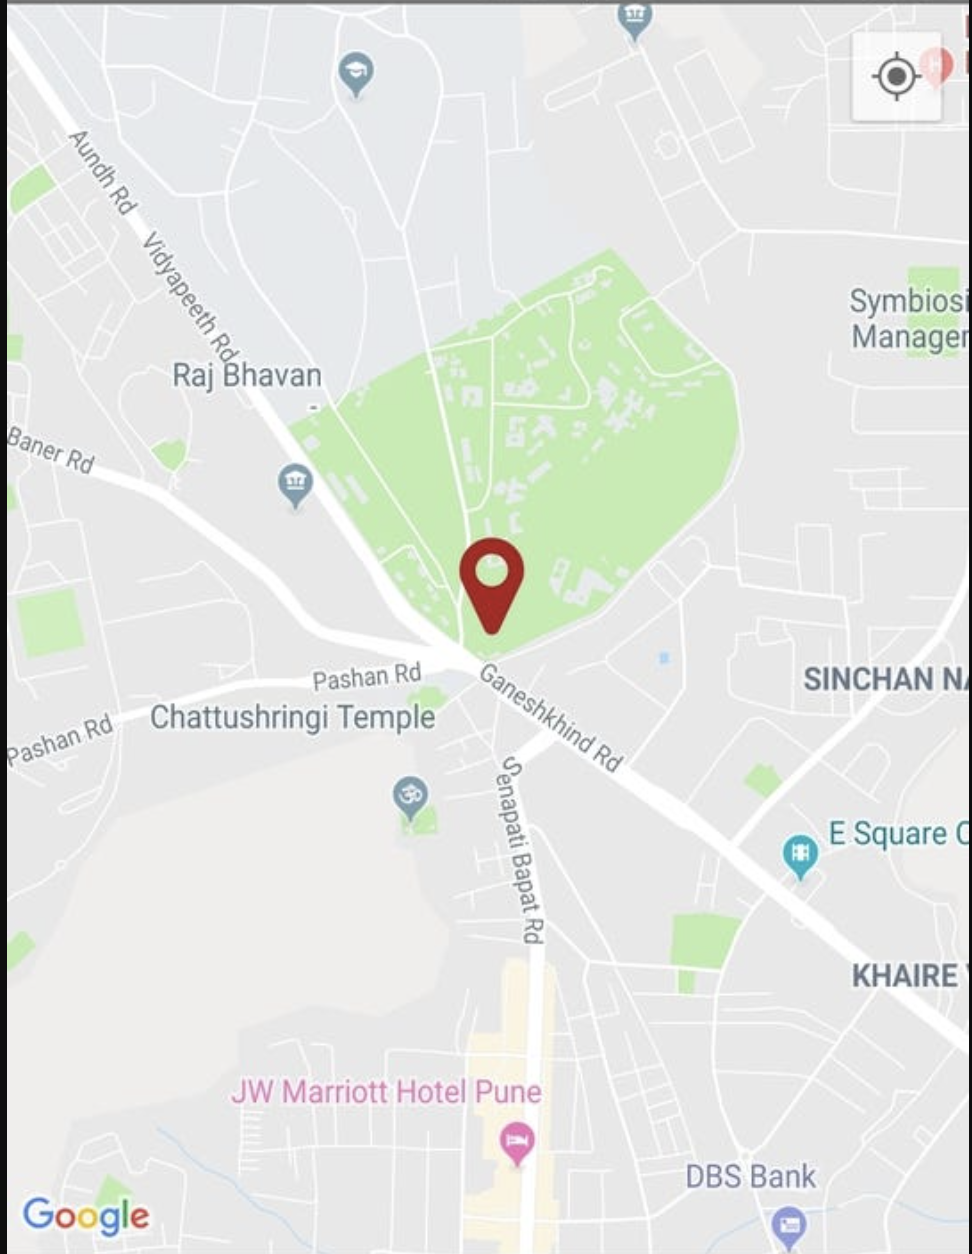 Aundh Rd
Vidyapeeth Rd
Symbiosi
Manager
Raj Bhavan
Baner Rd
Pashan Rd
Ganeshkhind Rd
SINCHAN NA
Pashan Rd
Chattushringi Temple
Senapati Bapat Rd
E Square C
KHAIRE
JW Marriott Hotel Pune
DBS Bank
Google